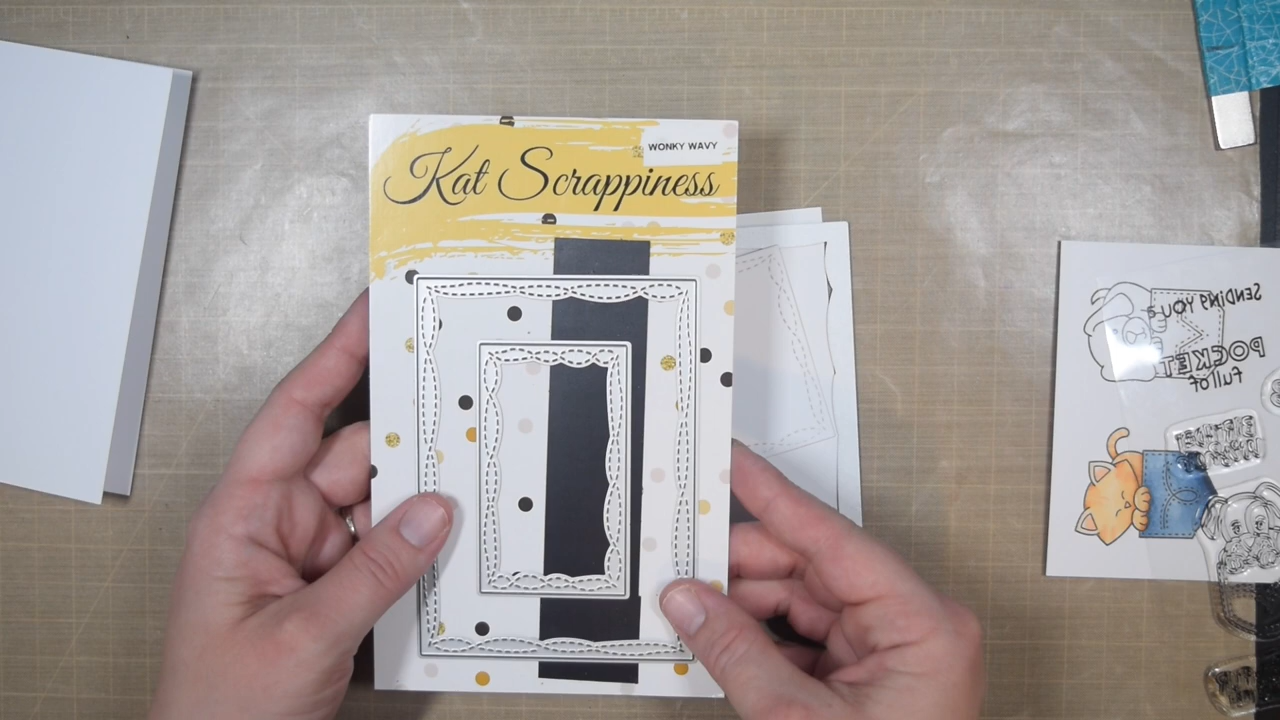 WONKY WAVY
Kat Scrappiness
SENDING YOU a
POCKET
full of